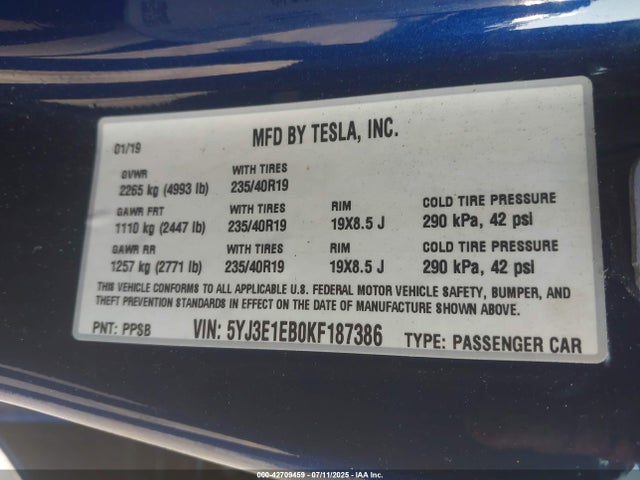 MFD BY TESLA, INC.
01/19
GVWR WITH TIRES
2265 kg (4993 lb) 235/40R19
GAWR FRT WITH TIRES RIM COLD TIRE PRESSURE
1110 kg (2447 lb) 235/40R19 19X8.5 J 290 kPa, 42 psi
GAWR RR WITH TIRES RIM COLD TIRE PRESSURE
1257 kg (2771 lb) 235/40R19 19X8.5 J 290 kPa, 42 psi
THIS VEHICLE CONFORMS TO ALL APPLICABLE U.S. FEDERAL MOTOR VEHICLE SAFETY, BUMPER, AND
THEFT PREVENTION STANDARDS IN EFFECT ON THE DATE OF MANUFACTURE SHOWN ABOVE.
PNT: PPSB VIN: 5YJ3E1EB0KF187386 TYPE: PASSENGER CAR
000-42709459 - 07/11/2025 - IAA Inc.